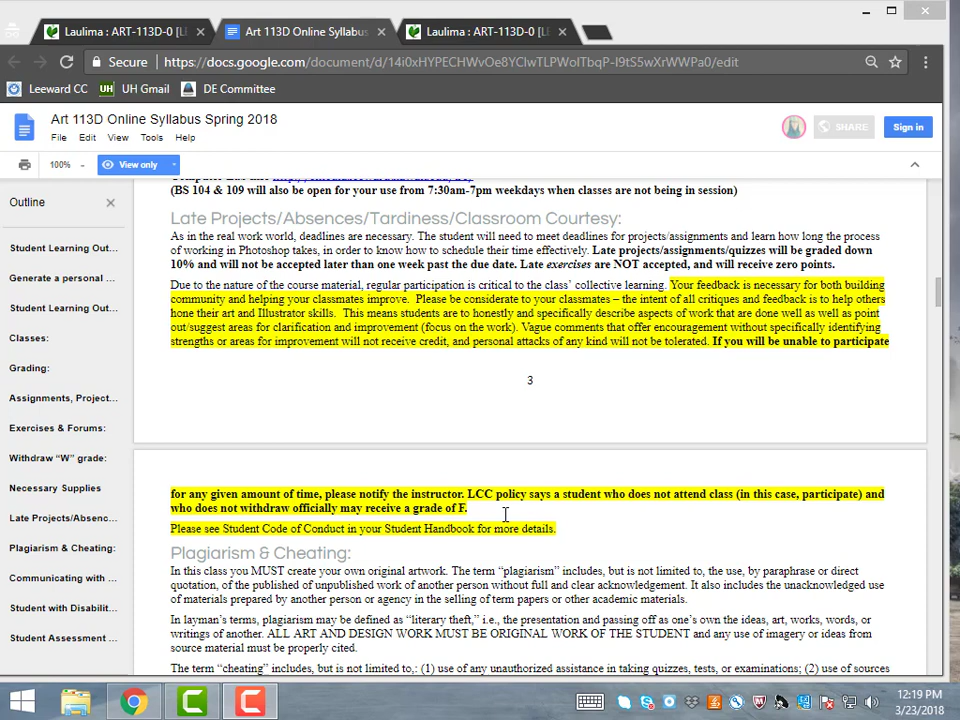 Laulima : ART-113D-0 [L
Art 113D Online Syllabus
Laulima : ART-113D-0 [LE
Secure
https://docs.google.com/document/d/14i0xHYPECHWvOe8YClwTLPWolTbqP-I9tS5wXrWWPa0/edit
Leeward CC
UH
UH Gmail
DE Committee
Art 113D Online Syllabus Spring 2018
File Edit View Tools Help
SHARE
Sign in
100%
View only
Outline
Student Learning Out...
Generate a personal ...
Student Learning Out...
Classes:
Grading:
Assignments, Project...
Exercises & Forums:
Withdraw “W” grade:
Necessary Supplies
Late Projects/Absenc...
Plagiarism & Cheating:
Communicating with ...
Student with Disabilit...
Student Assessment ...
(BS 104 & 109 will also be open for your use from 7:30am-7pm weekdays when classes are not being in session)
Late Projects/Absences/Tardiness/Classroom Courtesy:
As in the real work world, deadlines are necessary. The student will need to meet deadlines for projects/assignments and learn how long the process
of working in Photoshop takes, in order to know how to schedule their time effectively. Late projects/assignments/quizzes will be graded down
10% and will not be accepted later than one week past the due date. Late exercises are NOT accepted, and will receive zero points.
Due to the nature of the course material, regular participation is critical to the class’ collective learning. Your feedback is necessary for both building
community and helping your classmates improve. Please be considerate to your classmates – the intent of all critiques and feedback is to help others
hone their art and Illustrator skills. This means students are to honestly and specifically describe aspects of work that are done well as well as point
out/suggest areas for clarification and improvement (focus on the work). Vague comments that offer encouragement without specifically identifying
strengths or areas for improvement will not receive credit, and personal attacks of any kind will not be tolerated. If you will be unable to participate
3
for any given amount of time, please notify the instructor. LCC policy says a student who does not attend class (in this case, participate) and
who does not withdraw officially may receive a grade of F.
Please see Student Code of Conduct in your Student Handbook for more details.
Plagiarism & Cheating:
In this class you MUST create your own original artwork. The term “plagiarism” includes, but is not limited to, the use, by paraphrase or direct
quotation, of the published of unpublished work of another person without full and clear acknowledgement. It also includes the unacknowledged use
of materials prepared by another person or agency in the selling of term papers or other academic materials.
In layman’s terms, plagiarism may be defined as “literary theft,” i.e., the presentation and passing off as one’s own the ideas, art, works, words, or
writings of another. ALL ART AND DESIGN WORK MUST BE ORIGINAL WORK OF THE STUDENT and any use of imagery or ideas from
source material must be properly cited.
The term “cheating” includes, but is not limited to,: (1) use of any unauthorized assistance in taking quizzes, tests, or examinations; (2) use of sources
12:19 PM
3/23/2018